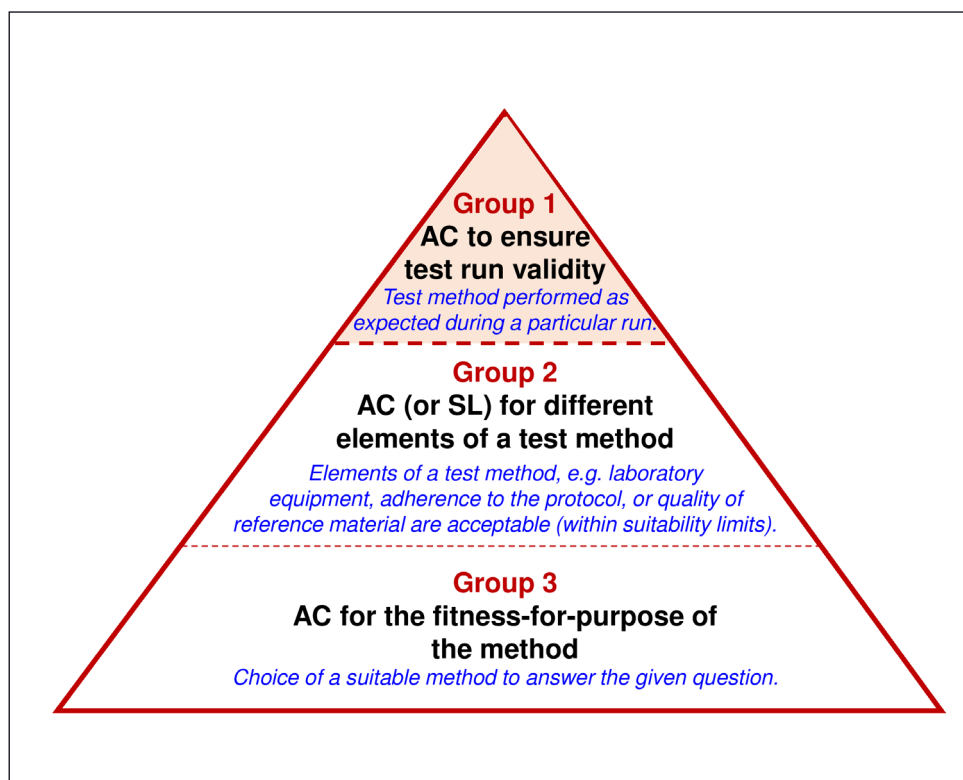 Group 1
AC to ensure
test run validity
Test method performed as
expected during a particular run.
Group 2
AC (or SL) for different
elements of a test method
Elements of a test method, e.g. laboratory
equipment, adherence to the protocol, or quality of
reference material are acceptable (within suitability limits).
Group 3
AC for the fitness-for-purpose of
the method
Choice of a suitable method to answer the given question.